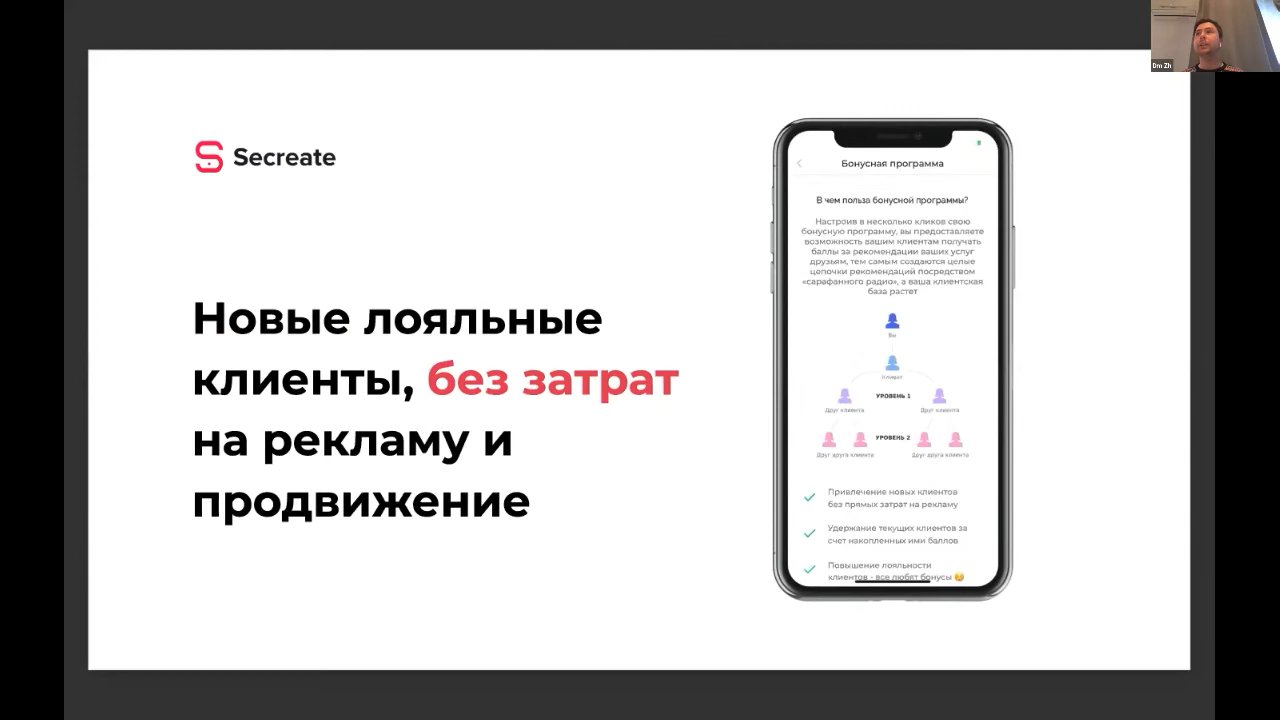 Dm Zh
Secreate
Новые лояльные
клиенты, без затрат
на рекламу и
продвижение
Бонусная программа
В чем польза бонусной программы?
Настроив в несколько кликов свою
бонусную программу, вы предоставляете
возможность вашим клиентам получать
баллы за рекомендации ваших услуг
друзьям, тем самым создаются целые
цепочки рекомендаций посредством
«сарафанного радио», а ваша клиентская
база растет
Вы
Клиент
УРОВЕНЬ 1
Друг клиента Друг клиента
УРОВЕНЬ 2
Друг друга клиента Друг друга клиента
Привлечение новых клиентов
без прямых затрат на рекламу
Удержание текущих клиентов за
счет накопленных ими баллов
Повышение лояльности
клиентов - все любят бонусы